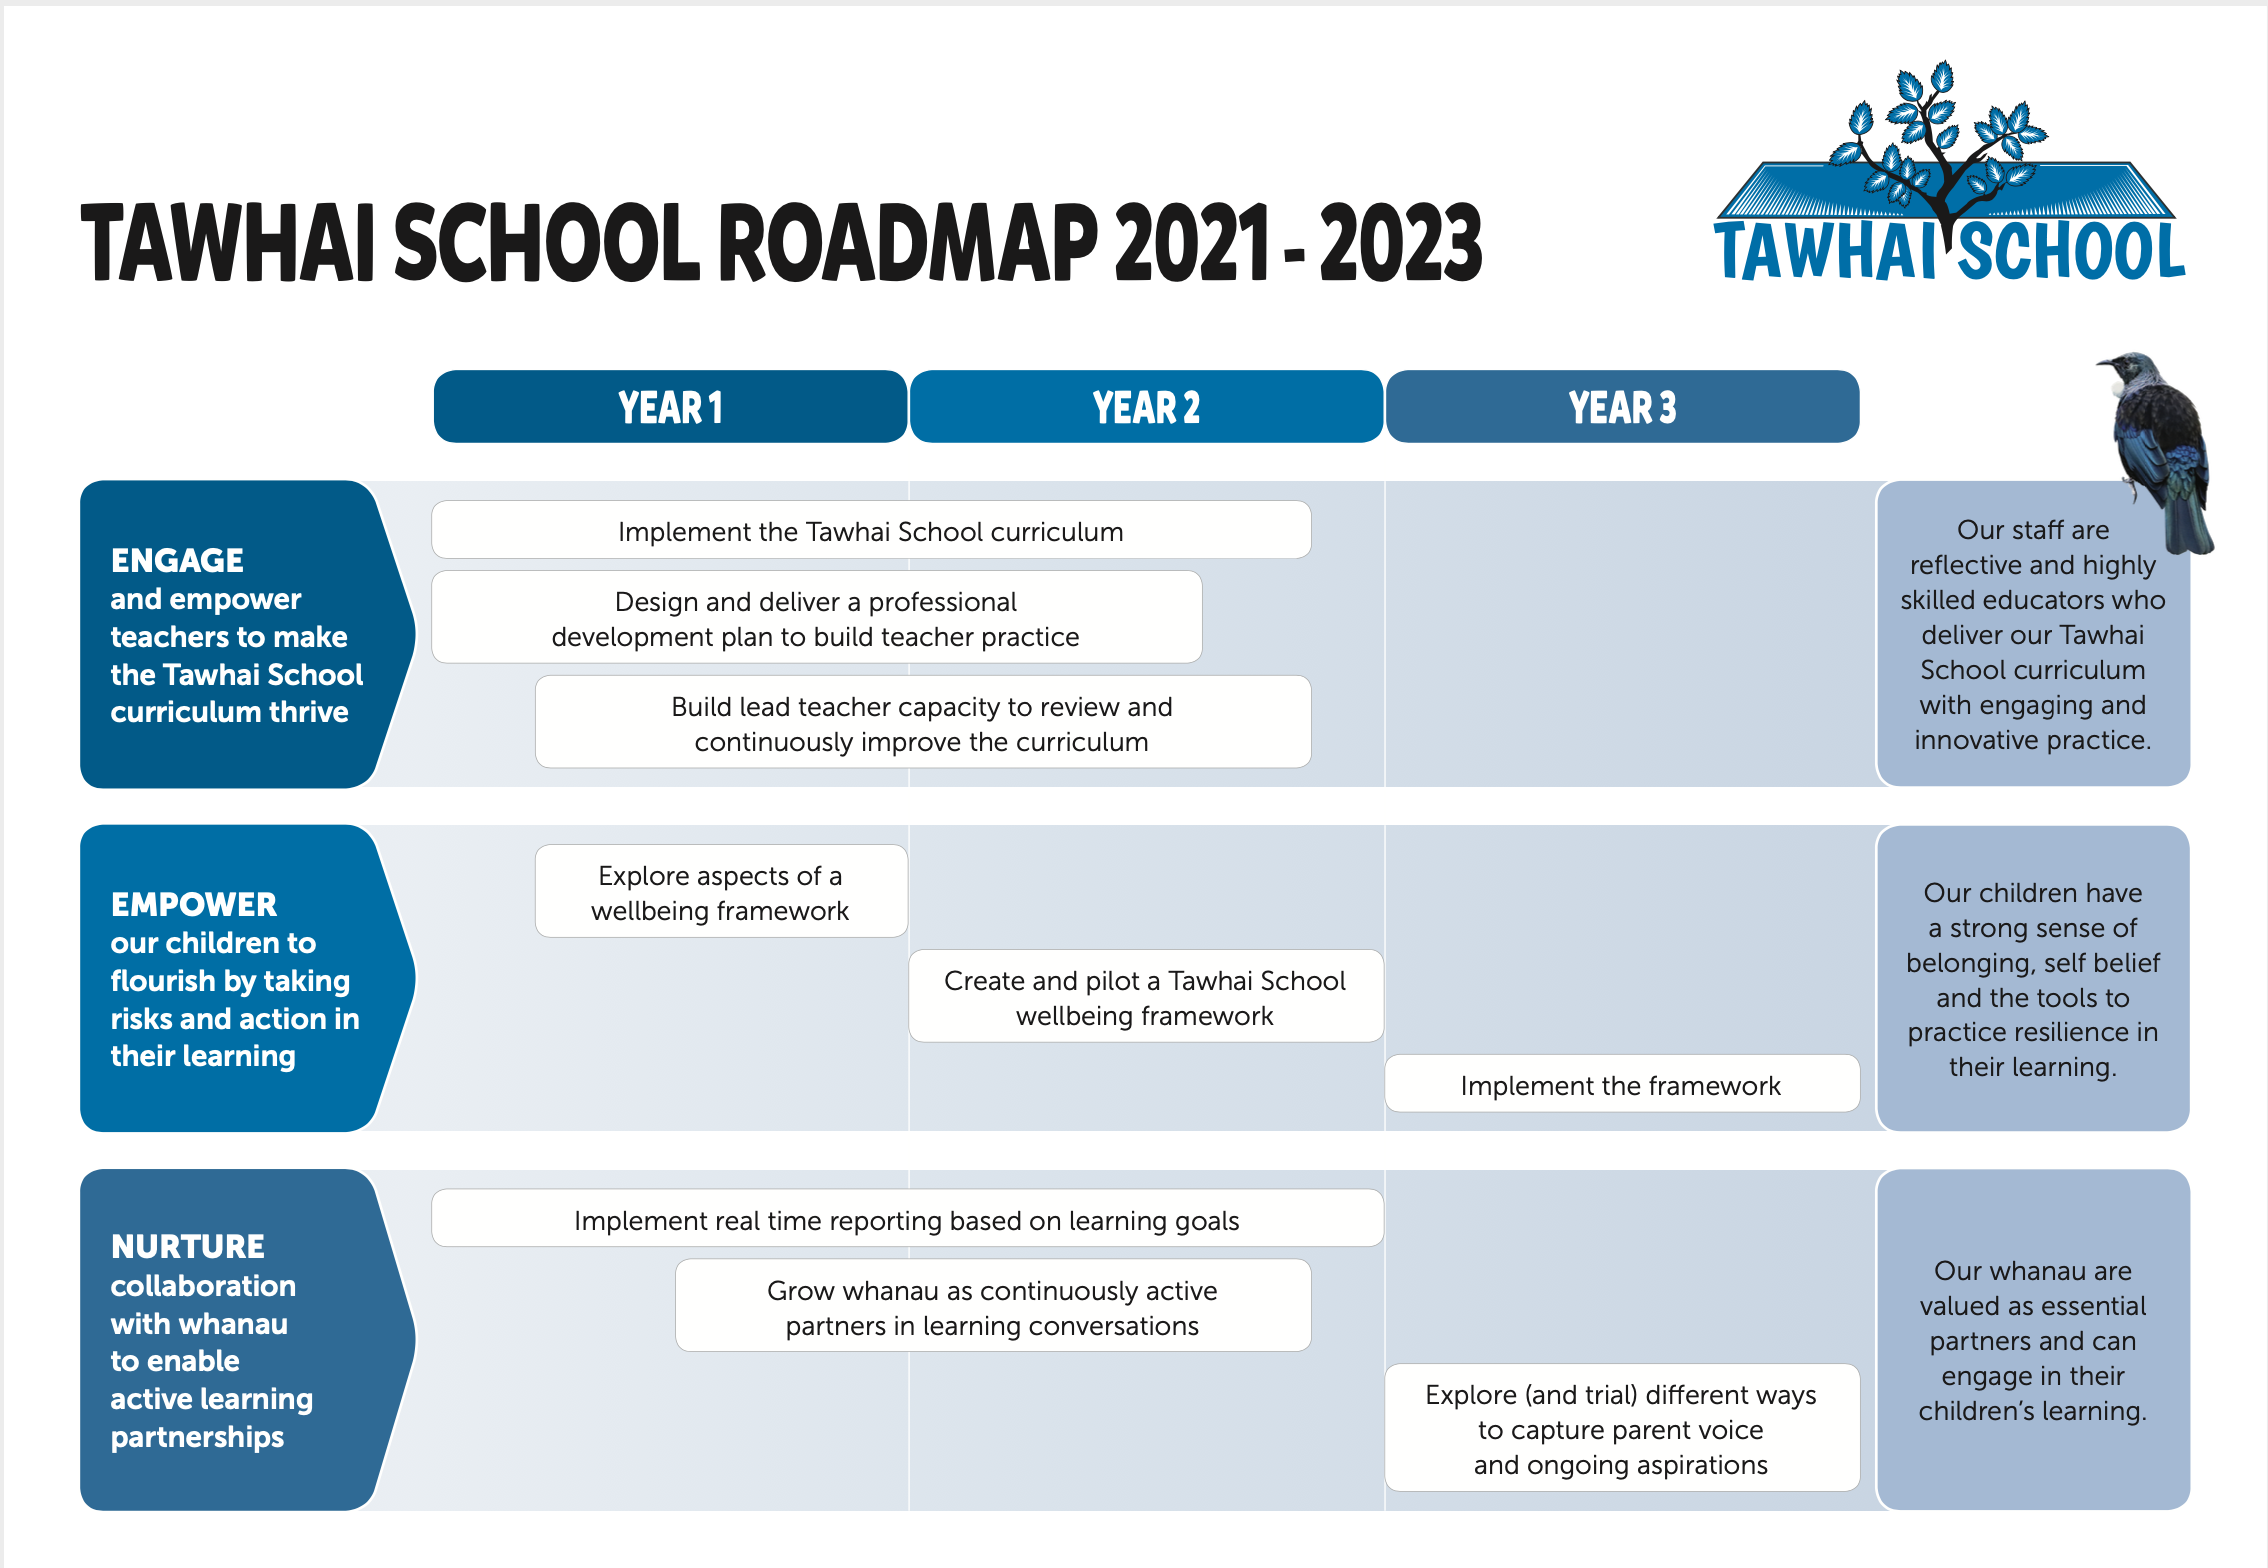 TAWHAI SCHOOL ROADMAP 2021 - 2023
TAWHAI SCHOOL
YEAR 1
YEAR 2
YEAR 3
ENGAGE
and empower
teachers to make
the Tawhai School
curriculum thrive
Implement the Tawhai School curriculum
Design and deliver a professional
development plan to build teacher practice
Build lead teacher capacity to review and
continuously improve the curriculum
Our staff are
reflective and highly
skilled educators who
deliver our Tawhai
School curriculum
with engaging and
innovative practice.
EMPOWER
our children to
flourish by taking
risks and action in
their learning
Explore aspects of a
wellbeing framework
Create and pilot a Tawhai School
wellbeing framework
Implement the framework
Our children have
a strong sense of
belonging, self belief
and the tools to
practice resilience in
their learning.
NURTURE
collaboration
with whanau
to enable
active learning
partnerships
Implement real time reporting based on learning goals
Grow whanau as continuously active
partners in learning conversations
Explore (and trial) different ways
to capture parent voice
and ongoing aspirations
Our whanau are
valued as essential
partners and can
engage in their
children’s learning.